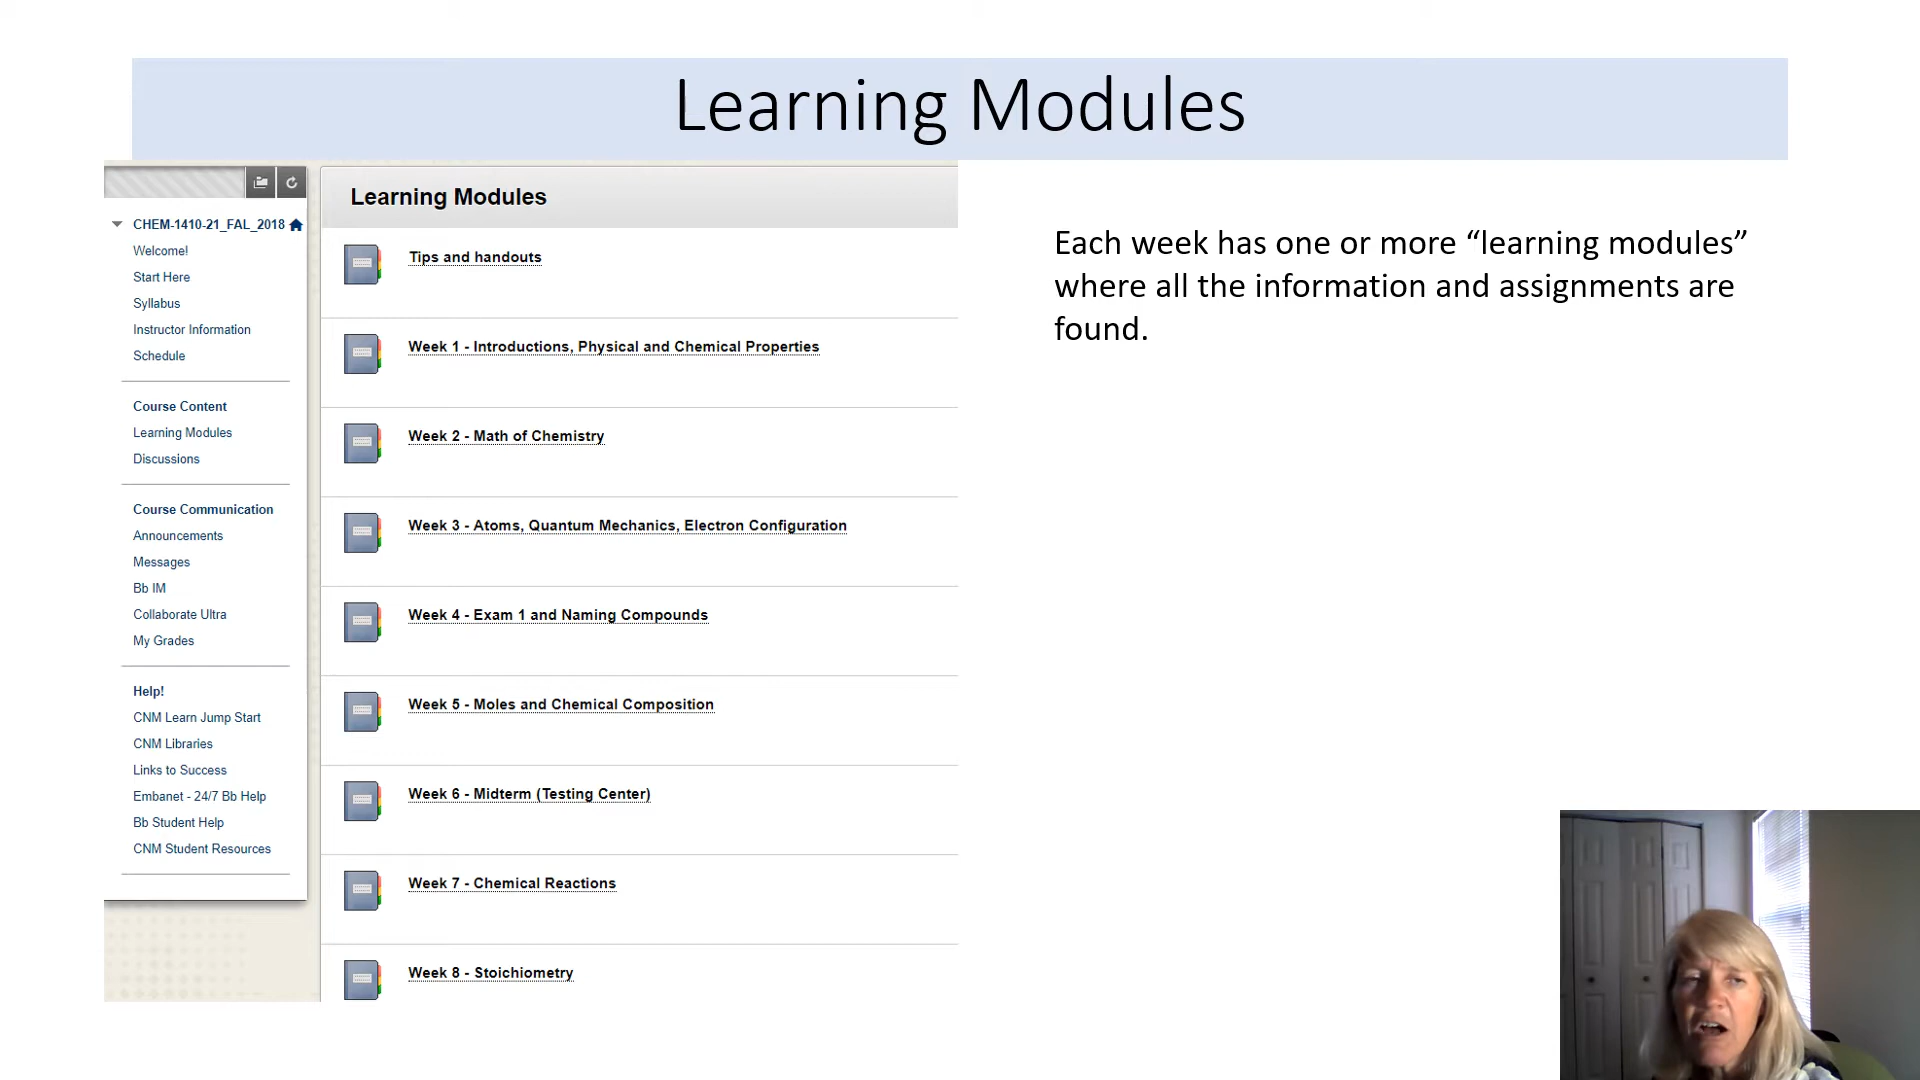 Learning Modules
CHEM-1410-21_FAL_2018
Welcome!
Start Here
Syllabus
Instructor Information
Schedule
Course Content
Learning Modules
Discussions
Course Communication
Announcements
Messages
Bb IM
Collaborate Ultra
My Grades
Help!
CNM Learn Jump Start
CNM Libraries
Links to Success
Embanet - 24/7 Bb Help
Bb Student Help
CNM Student Resources
Learning Modules
Tips and handouts
Week 1 - Introductions, Physical and Chemical Properties
Week 2 - Math of Chemistry
Week 3 - Atoms, Quantum Mechanics, Electron Configuration
Week 4 - Exam 1 and Naming Compounds
Week 5 - Moles and Chemical Composition
Week 6 - Midterm (Testing Center)
Week 7 - Chemical Reactions
Week 8 - Stoichiometry
Each week has one or more “learning modules”
where all the information and assignments are
found.